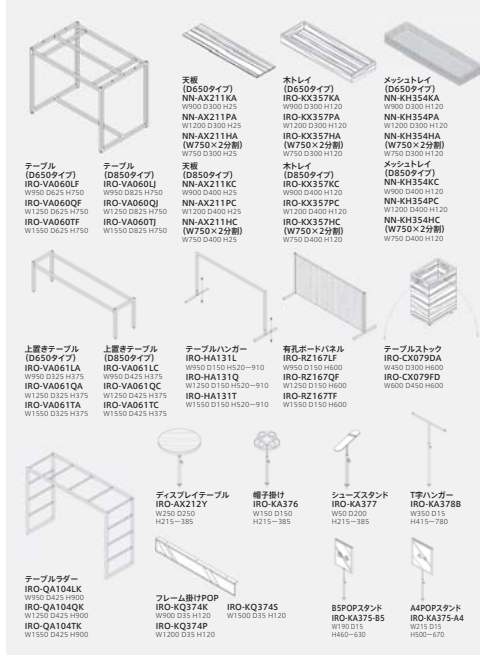 テーブル
(D650タイプ)
IRO-VA060LF
W950 D625 H750
IRO-VA060QF
W1250 D625 H750
IRO-VA060TF
W1550 D625 H750
テーブル
(D850タイプ)
IRO-VA060LJ
W950 D825 H750
IRO-VA060QJ
W1250 D825 H750
IRO-VA060TJ
W1550 D825 H750
天板
(D650タイプ)
NN-AX211KA
W900 D300 H25
NN-AX211PA
W1200 D300 H25
NN-AX211HA
(W750×2分割)
W750 D300 H25
天板
(D850タイプ)
NN-AX211KC
W900 D400 H25
NN-AX211PC
W1200 D400 H25
NN-AX211HC
(W750×2分割)
W750 D400 H25
木トレイ
(D650タイプ)
IRO-KX357KA
W900 D300 H120
IRO-KX357PA
W1200 D300 H120
IRO-KX357HA
(W750×2分割)
W750 D300 H120
木トレイ
(D850タイプ)
IRO-KX357KC
W900 D400 H120
IRO-KX357PC
W1200 D400 H120
IRO-KX357HC
(W750×2分割)
W750 D400 H120
メッシュトレイ
(D650タイプ)
NN-KH354KA
W900 D300 H120
NN-KH354PA
W1200 D300 H120
NN-KH354HA
(W750×2分割)
W750 D300 H120
メッシュトレイ
(D850タイプ)
NN-KH354KC
W900 D400 H120
NN-KH354PC
W1200 D400 H120
NN-KH354HC
(W750×2分割)
W750 D400 H120
上置きテーブル
(D650タイプ)
IRO-VA061LA
W950 D325 H375
IRO-VA061QA
W1250 D325 H375
IRO-VA061TA
W1550 D325 H375
上置きテーブル
(D850タイプ)
IRO-VA061LC
W950 D425 H375
IRO-VA061QC
W1250 D425 H375
IRO-VA061TC
W1550 D425 H375
テーブルハンガー
IRO-HA131L
W950 D150 H520~910
IRO-HA131Q
W1250 D150 H520~910
IRO-HA131T
W1550 D150 H520~910
有孔ボードパネル
IRO-RZ167LF
W950 D150 H600
IRO-RZ167QF
W1250 D150 H600
IRO-RZ167TF
W1550 D150 H600
テーブルストック
IRO-CX079DA
W450 D300 H600
IRO-CX079FD
W600 D450 H600
テーブルラダー
IRO-QA104LK
W950 D425 H900
IRO-QA104QK
W1250 D425 H900
IRO-QA104TK
W1550 D425 H900
ディスプレイテーブル
IRO-AX212Y
W250 D250
H215~385
帽子掛け
IRO-KA376
W150 D150
H215~385
シューズスタンド
IRO-KA377
W50 D200
H215~385
T字ハンガー
IRO-KA378B
W350 D15
H415~780
フレーム掛けPOP
IRO-KQ374K
W900 D35 H120
IRO-KQ374P
W1200 D35 H120
IRO-KQ374S
W1500 D35 H120
B5POPスタンド
IRO-KA375-B5
W190 D15
H460~630
A4POPスタンド
IRO-KA375-A4
W215 D15
H500~670